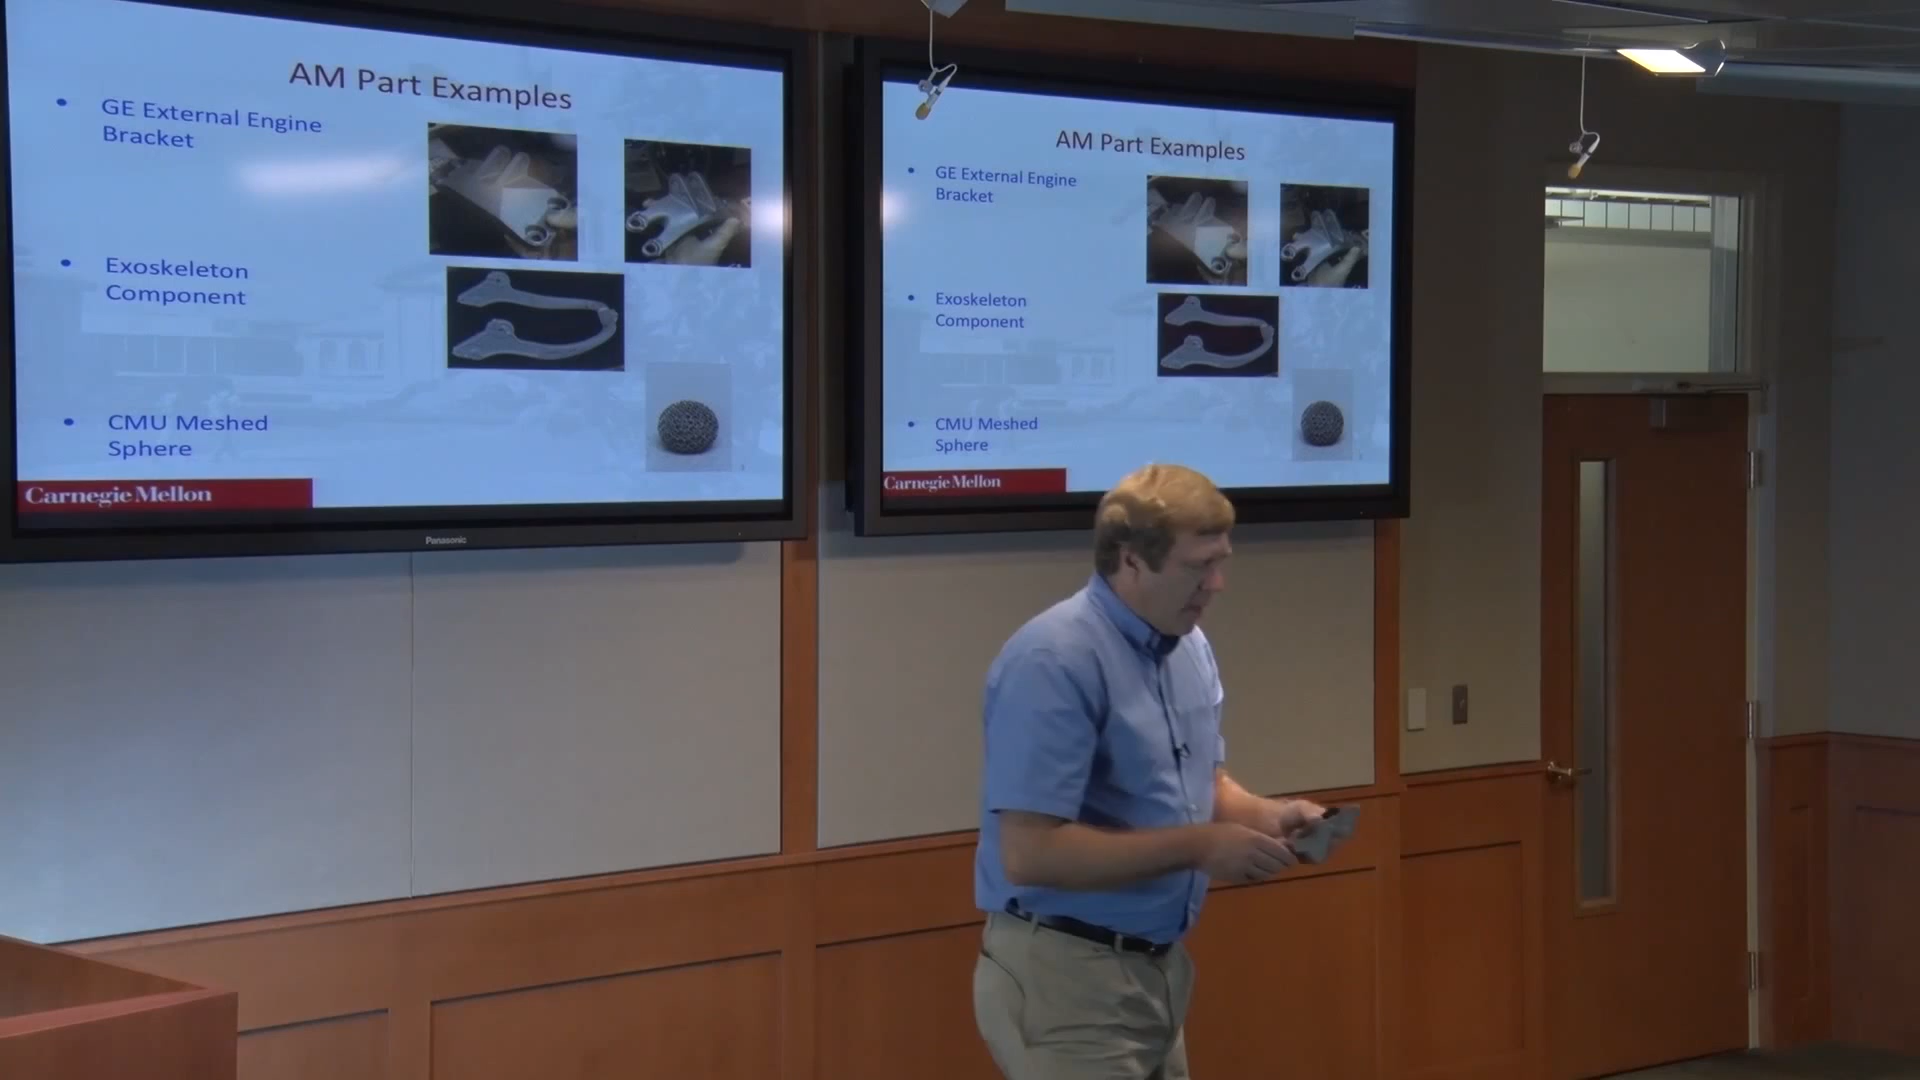 AM Part Examples
GE External Engine
Bracket
Exoskeleton
Component
CMU Meshed
Sphere
Carnegie Mellon
Panasonic
AM Part Examples
GE External Engine
Bracket
Exoskeleton
Component
CMU Meshed
Sphere
Carnegie Mellon